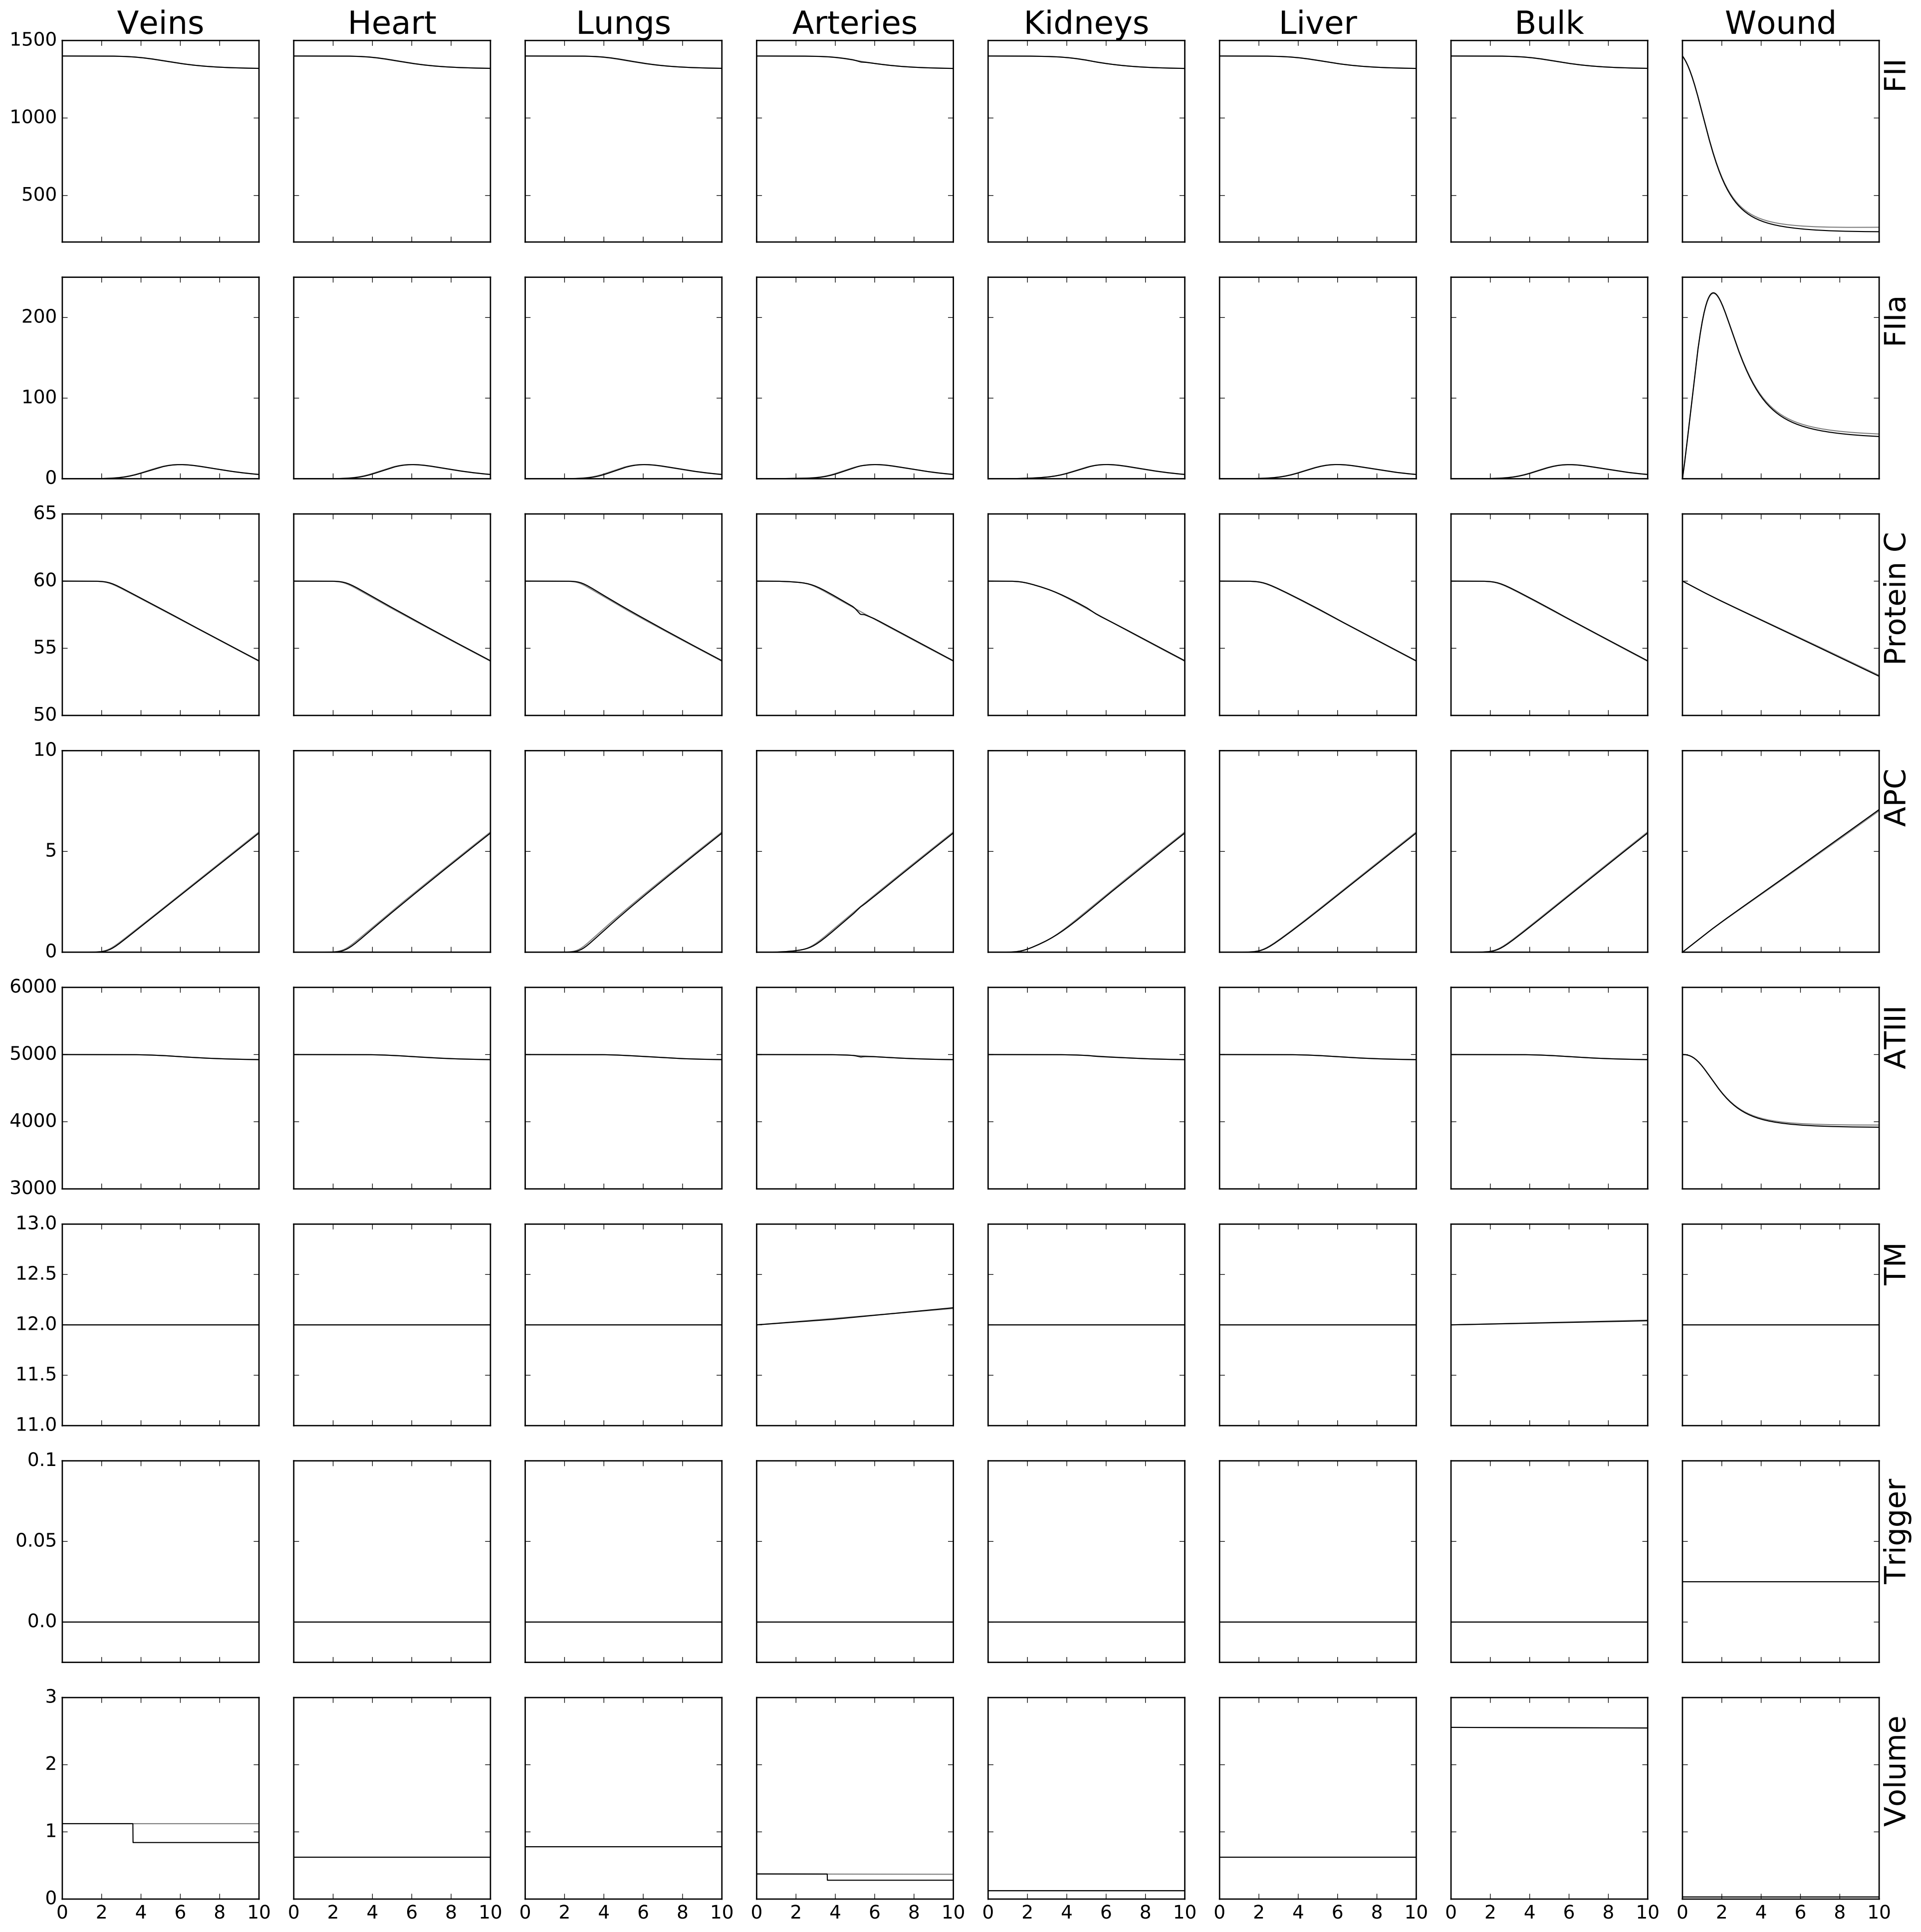 Veins Heart Lungs Arteries Kidneys Liver Bulk Wound
1500
1000
500
FII
200
100
0
FIIa
65
60
55
50
Protein C
10
5
0
APC
6000
5000
4000
3000
ATIII
13.0
12.5
12.0
11.5
11.0
TM
0.1
0.05
0.0
Trigger
3
2
1
0
Volume
0 2 4 6 8 10 0 2 4 6 8 10 0 2 4 6 8 10 0 2 4 6 8 10 0 2 4 6 8 10 0 2 4 6 8 10 0 2 4 6 8 10 0 2 4 6 8 10